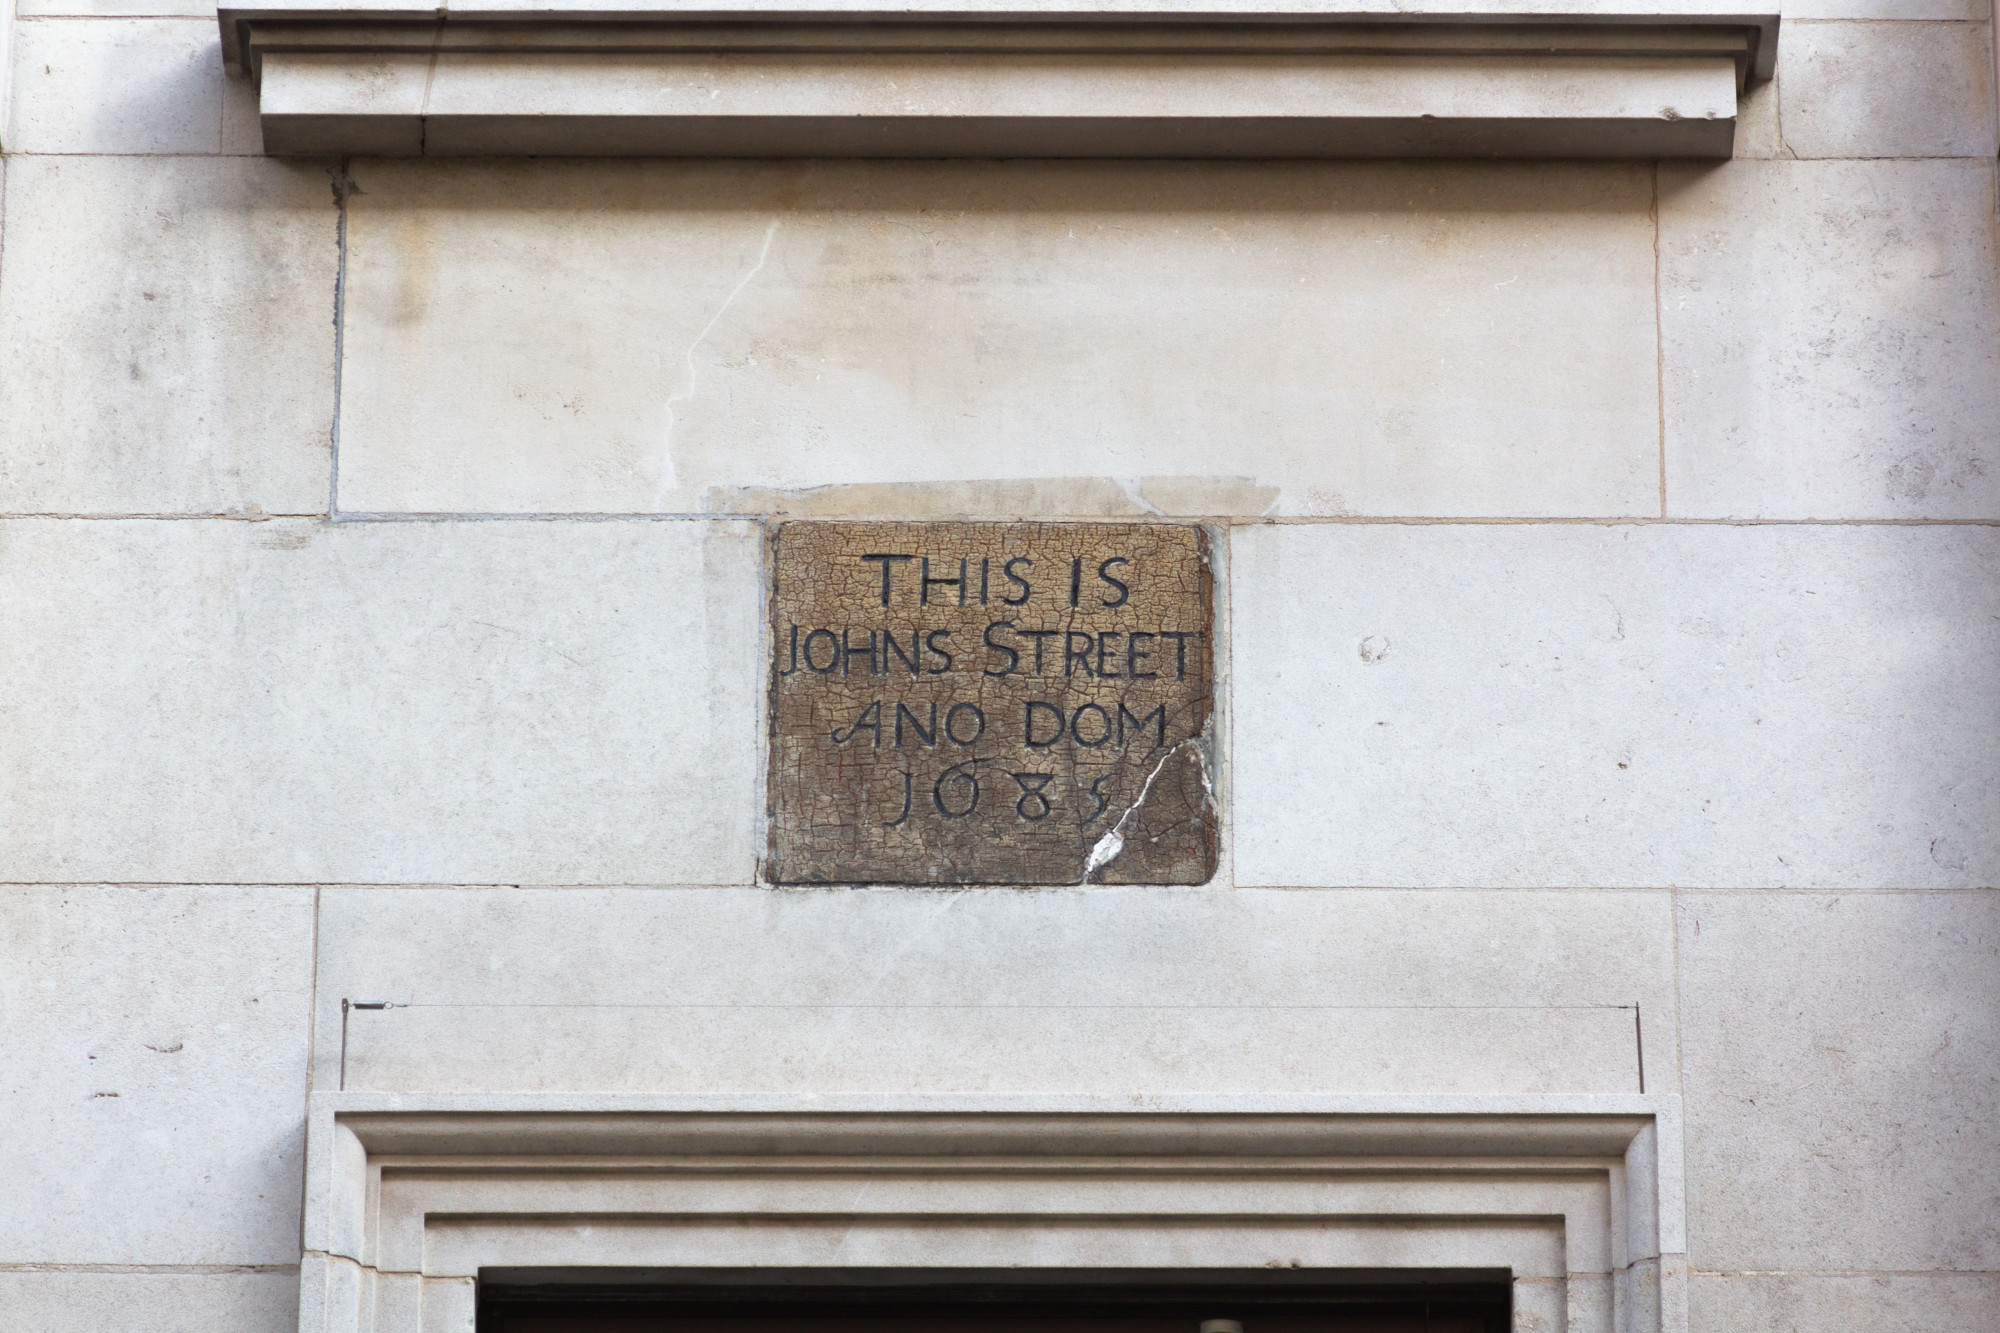 THIS IS
JOHNS STREET
ANO DOM
1685